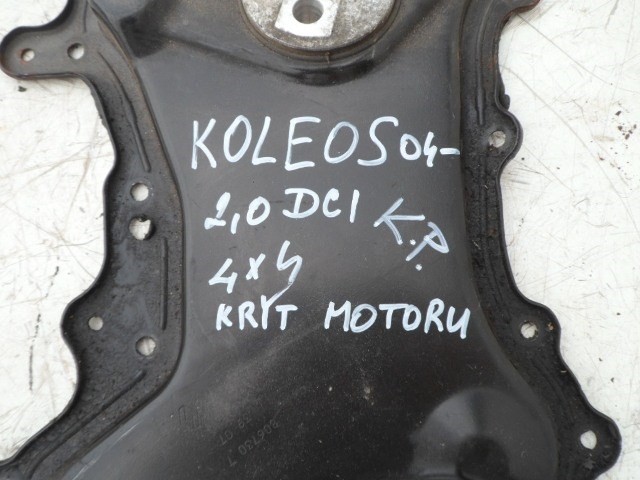 KOLEOS 04-
2,0 DCI K.P.
4x4
KRYT MOTORU